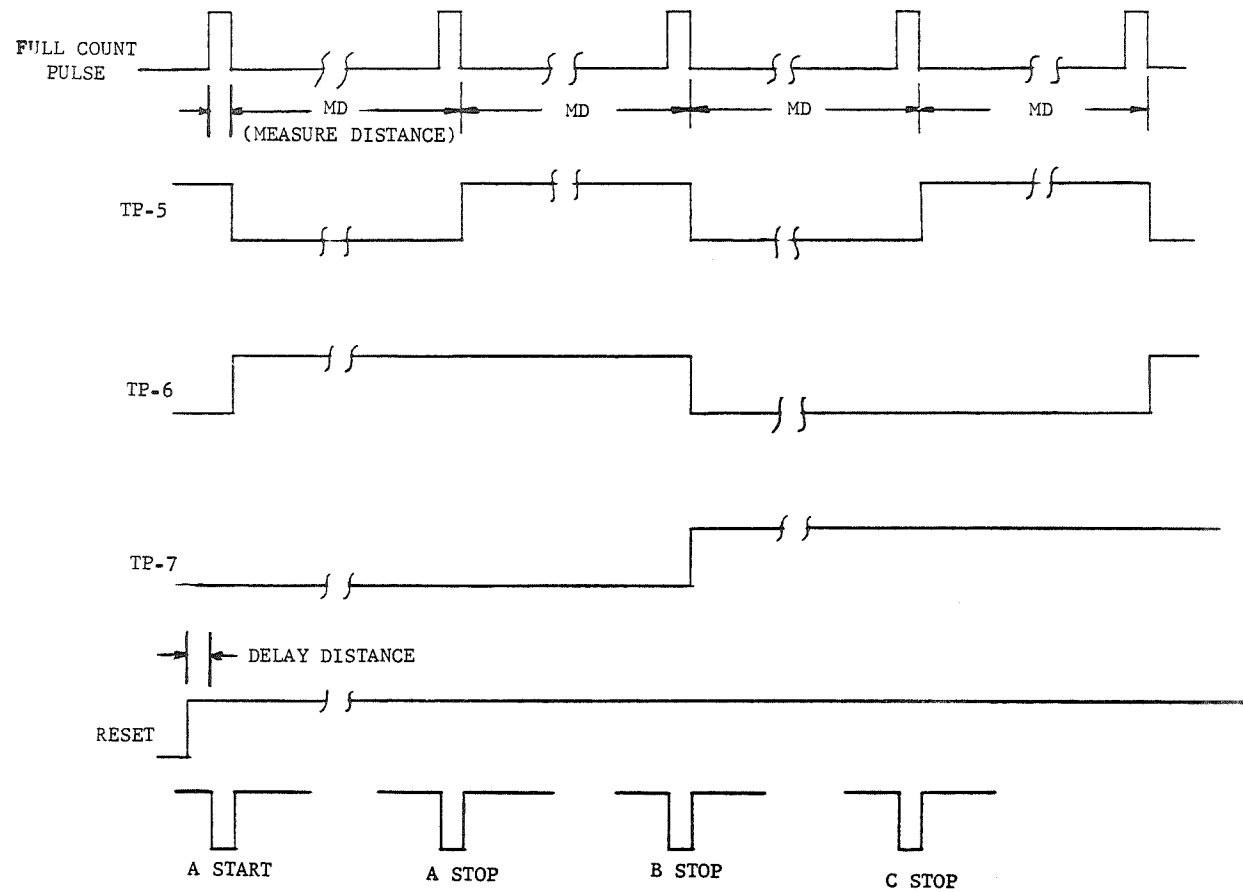 FULL COUNT
PULSE
MD
MD
MD
MD
(MEASURE DISTANCE)
TP-5
TP-6
TP-7
DELAY DISTANCE
RESET
A START
A STOP
B STOP
C STOP